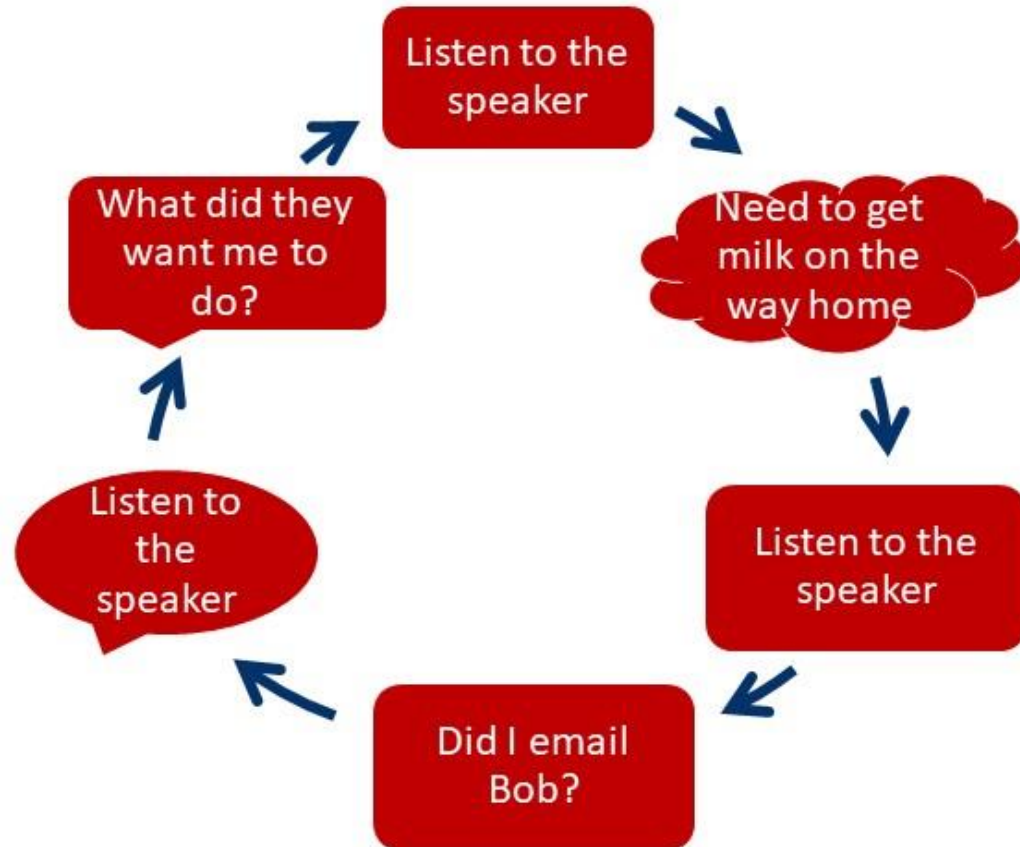 Listen to the
speaker
Need to get
milk on the
way home
Listen to the
speaker
Did I email
Bob?
Listen to
the
speaker
What did they
want me to
do?